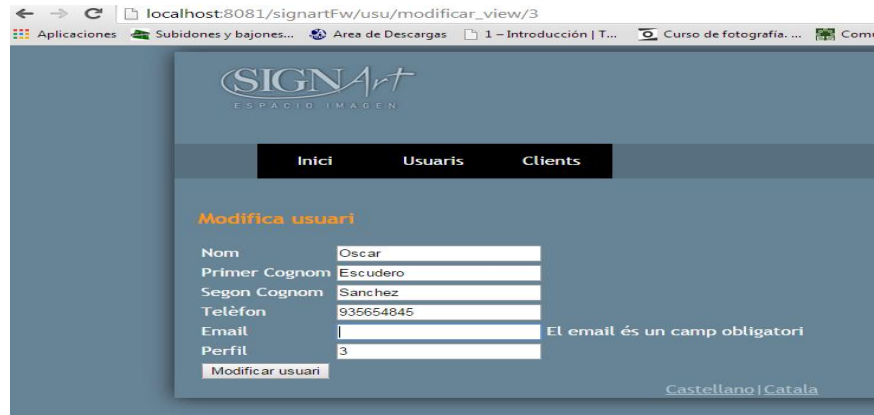 localhost:8081/signartFw/usu/modificar_view/3
Aplicaciones Subidones y bajones... Area de Descargas 1 – Introducción | T... Curso de fotografía. ... Comu
SIGNArt
ESPACIO IMAGEN
Inici Usuaris Clients
Modifica usuari
Nom Oscar
Primer Cognom Escudero
Segon Cognom Sanchez
Telèfon 935654845
Email El email és un camp obligatori
Perfil 3
Modificar usuari
Castellano|Catala